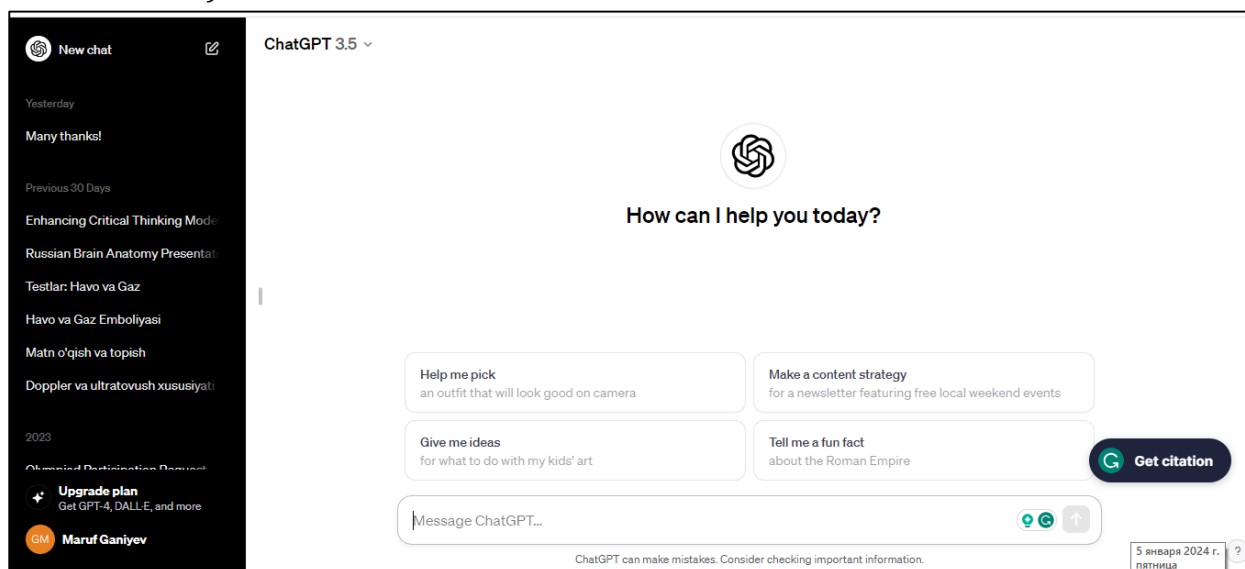 New chat
Yesterday
Many thanks!
Previous 30 Days
Enhancing Critical Thinking Mode
Russian Brain Anatomy Presentat
Testlar: Havo va Gaz
Havo va Gaz Emboliyasi
Matn o'qish va topish
Doppler va ultratovush xususiyati
2023
Olympiad Participation Request
Upgrade plan
Get GPT-4, DALL·E, and more
GM
Maruf Ganiyev
ChatGPT 3.5
How can I help you today?
Help me pick
an outfit that will look good on camera
Make a content strategy
for a newsletter featuring free local weekend events
Give me ideas
for what to do with my kids' art
Tell me a fun fact
about the Roman Empire
Get citation
Message ChatGPT...
ChatGPT can make mistakes. Consider checking important information.
5 января 2024 г.
пятница
?